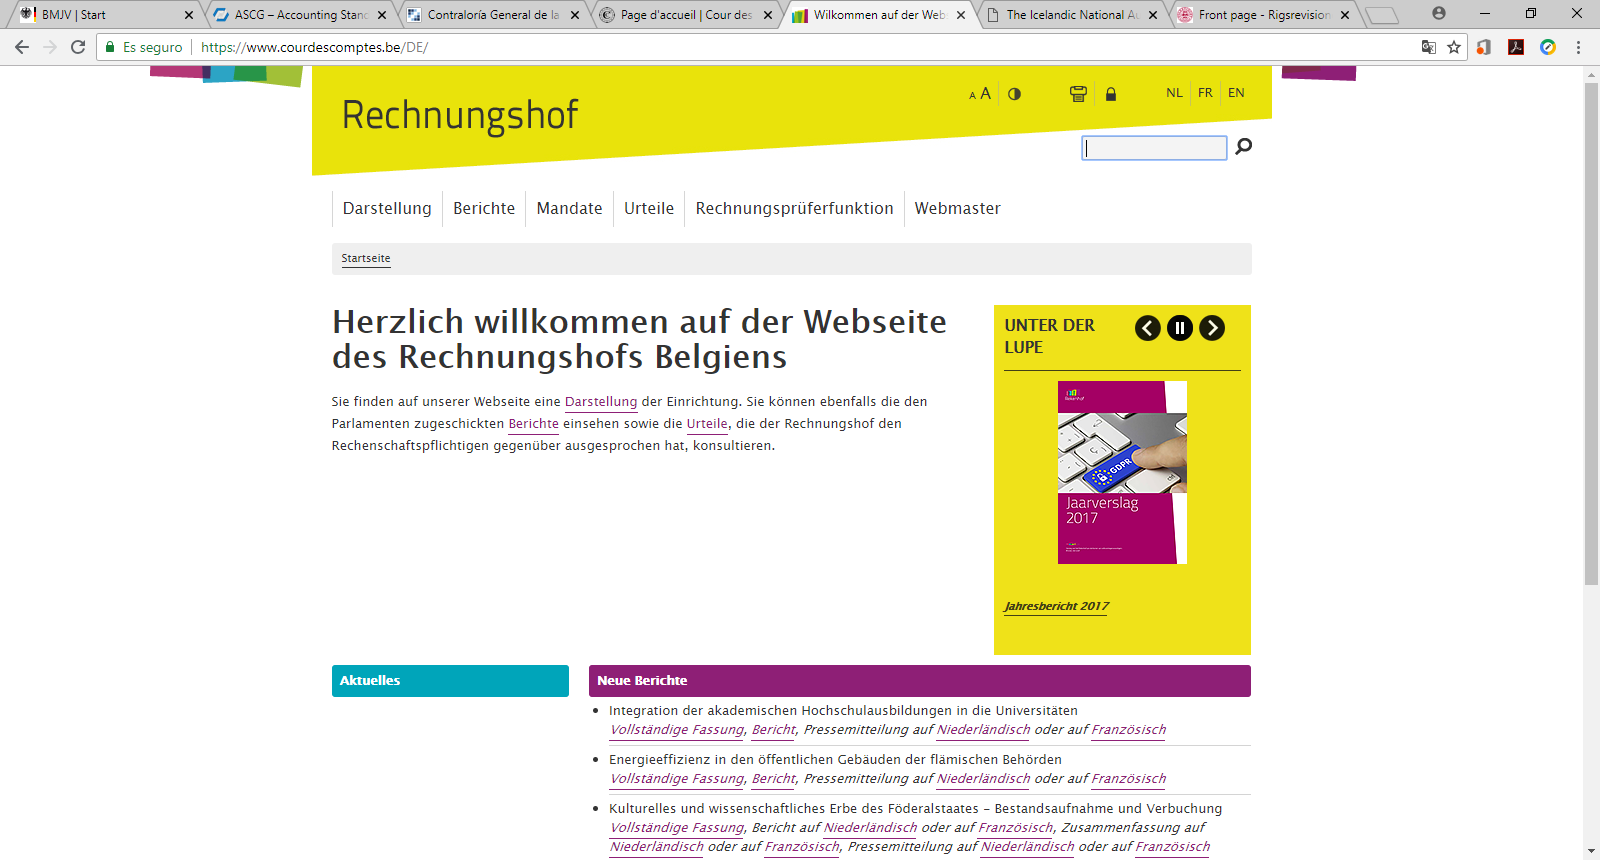 BMJV | Start
ASCG – Accounting Stan
Contraloría General de la
Page d'accueil | Cour des
Wilkommen auf der Web
The Icelandic National A
Front page - Rigsrevision
Es seguro
https://www.courdescomptes.be/DE/
Rechnungshof
A A
NL FR EN
Darstellung Berichte Mandate Urteile Rechnungsprüferfunktion Webmaster
Startseite
Herzlich willkommen auf der Webseite
des Rechnungshofs Belgiens
Sie finden auf unserer Webseite eine Darstellung der Einrichtung. Sie können ebenfalls die den
Parlamenten zugeschickten Berichte einsehen sowie die Urteile, die der Rechnungshof den
Rechenschaftspflichtigen gegenüber ausgesprochen hat, konsultieren.
UNTER DER
LUPE
Rekenhof
GDPR
Jaarverslag
2017
Jahresbericht 2017
Aktuelles
Neue Berichte
Integration der akademischen Hochschulausbildungen in die Universitäten
Vollständige Fassung, Bericht, Pressemitteilung auf Niederländisch oder auf Französisch
Energieeffizienz in den öffentlichen Gebäuden der flämischen Behörden
Vollständige Fassung, Bericht, Pressemitteilung auf Niederländisch oder auf Französisch
Kulturelles und wissenschaftliches Erbe des Föderalstaates – Bestandsaufnahme und Verbuchung
Vollständige Fassung, Bericht auf Niederländisch oder auf Französisch, Zusammenfassung auf
Niederländisch oder auf Französisch, Pressemitteilung auf Niederländisch oder auf Französisch